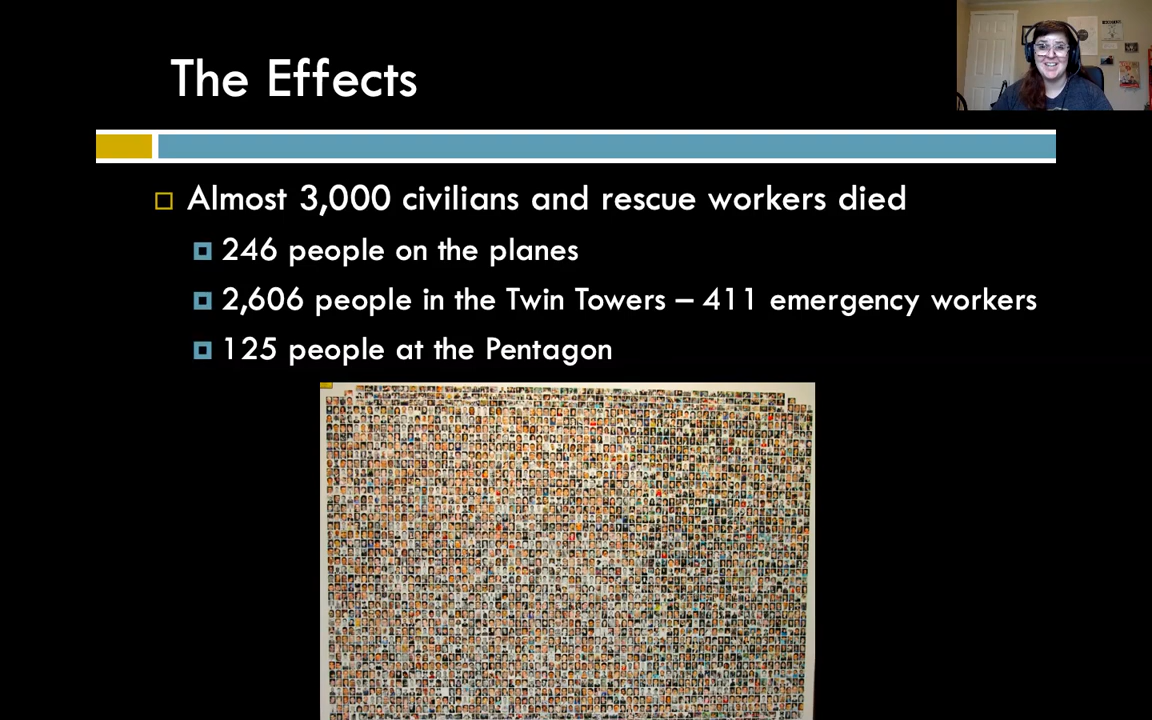 The Effects
Almost 3,000 civilians and rescue workers died
246 people on the planes
2,606 people in the Twin Towers – 411 emergency workers
125 people at the Pentagon